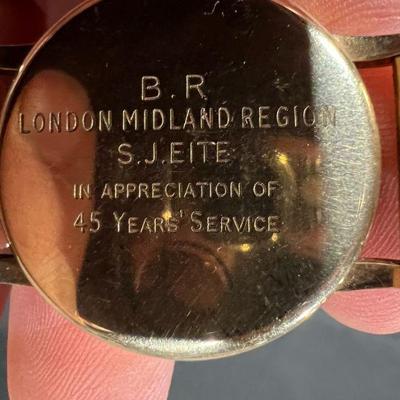 B.R.
LONDON MIDLAND REGION
S.J.EITE
IN APPRECIATION OF
45 YEARS' SERVICE